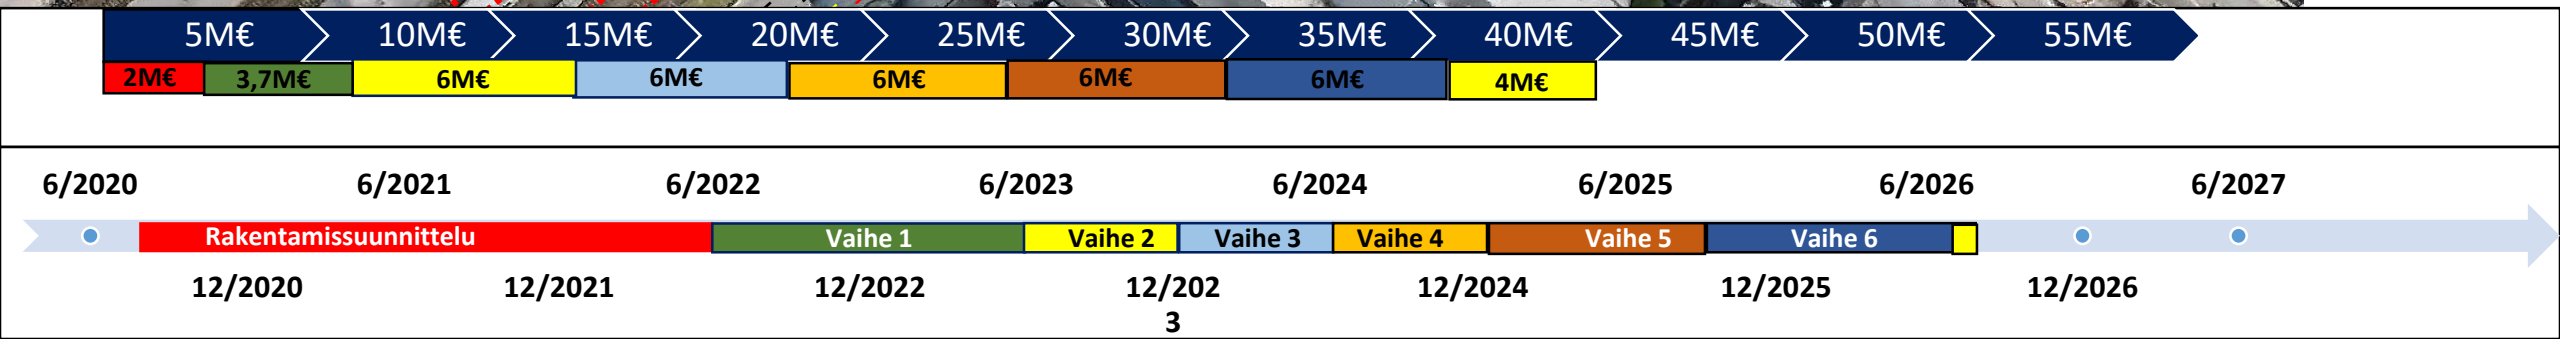 5M€ 10M€ 15M€ 20M€ 25M€ 30M€ 35M€ 40M€ 45M€ 50M€ 55M€
2M€ 3,7M€ 6M€ 6M€ 6M€ 6M€ 6M€ 4M€
6/2020 6/2021 6/2022 6/2023 6/2024 6/2025 6/2026 6/2027
Rakentamissuunnittelu Vaihe 1 Vaihe 2 Vaihe 3 Vaihe 4 Vaihe 5 Vaihe 6
12/2020 12/2021 12/2022 12/202 12/2024 12/2025 12/2026
3